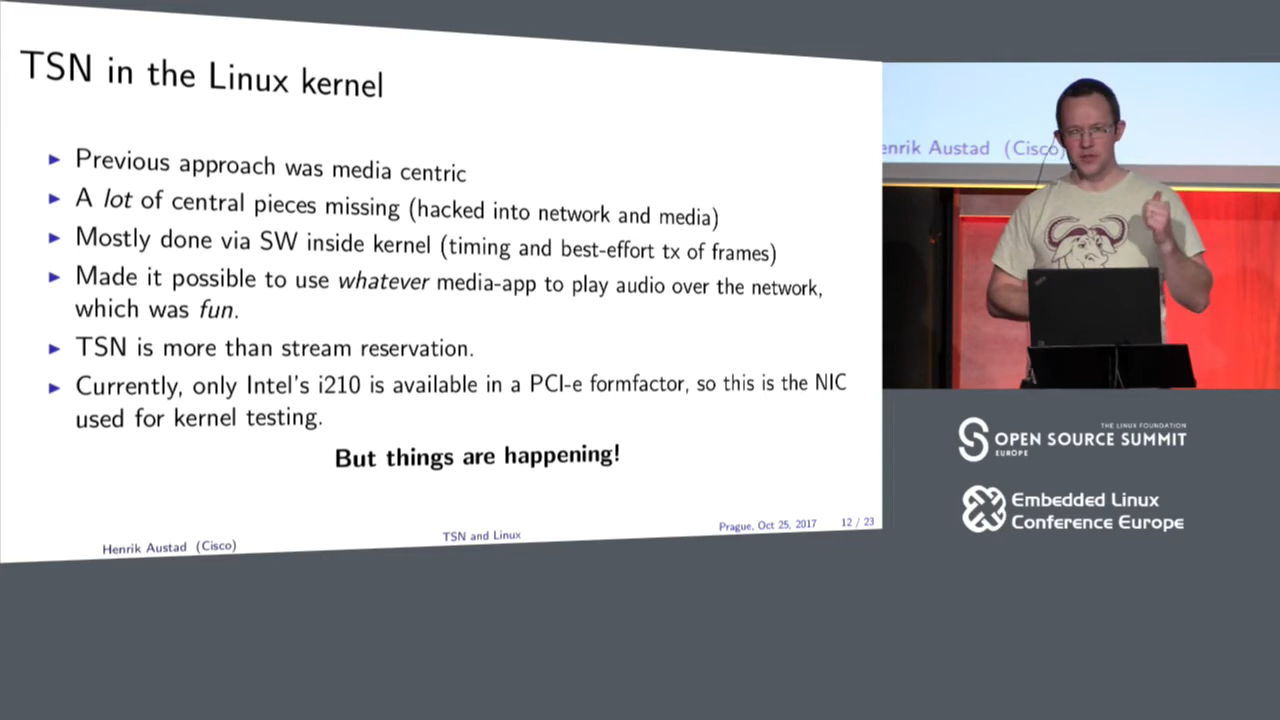 TSN in the Linux kernel
Previous approach was media centric
A lot of central pieces missing (hacked into network and media)
Mostly done via SW inside kernel (timing and best-effort tx of frames)
Made it possible to use whatever media-app to play audio over the network,
which was fun.
TSN is more than stream reservation.
Currently, only Intel's i210 is available in a PCI-e formfactor, so this is the NIC
used for kernel testing.
But things are happening!
Henrik Austad (Cisco)
TSN and Linux
Prague, Oct 25, 2017
12 / 23
enrik Austad (Cisco)
THE LINUX FOUNDATION
OPEN SOURCE SUMMIT
EUROPE
Embedded Linux
Conference Europe